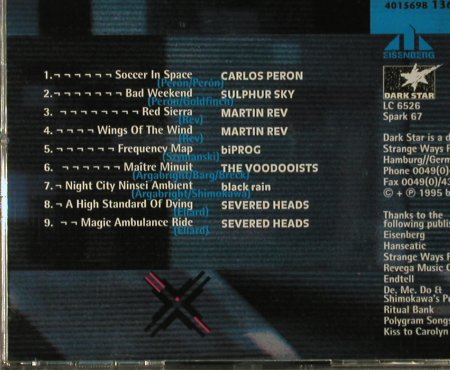 4015698 136
EISENBERG
DARK STAR
LC 6526
Spark 67
1.¬ ¬ ¬ ¬ ¬ ¬ Soccer In Space CARLOS PERON
(Peron/Perón)
2.¬ ¬ ¬ ¬ ¬ ¬ ¬ Bad Weekend SULPHUR SKY
(Peron/Goldfinch)
3. ¬ ¬ ¬ ¬ ¬ ¬ ¬ ¬ Red Sierra MARTIN REV
(Rev)
4. ¬ ¬ ¬ ¬ Wings Of The Wind MARTIN REV
(Rev)
5. ¬ ¬ ¬ ¬ ¬ ¬ Frequency Map biPROG
(Szymanski)
6. ¬ ¬ ¬ ¬ ¬ ¬ ¬ Maître Minuit THE VOODOOISTS
(Argabright/Barg/Breck)
7. ¬ Night City Ninsei Ambient black rain
(Argabright/Shimokawa)
8. ¬ A High Standard Of Dying SEVERED HEADS
(Ellard)
9. ¬ ¬ Magic Ambulance Ride SEVERED HEADS
(Ellard)
Dark Star is a d
Strange Ways R
Hamburg//Germ
Phone 0049(0)4
Fax 0049(0)/43
© + ℗ 1995 b
Thanks to the
following publis
Eisenberg
Hanseatic
Strange Ways R
Revega Music C
Endtell
De. Me. Do &
Shimokawa's Pu
Ritual Bank
Polygram Songs
Kiss to Carolyn